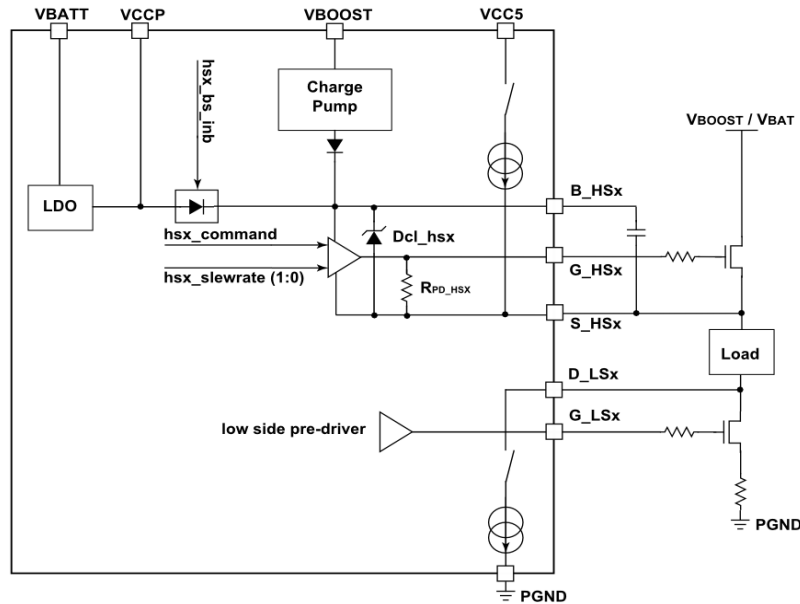 VBATT
VCCP
VBOOST
VCC5
hsx_bs_inb
Charge
Pump
VBOOST / VBAT
LDO
B_HSx
hsx_command
Dcl_hsx
hsx_slewrate (1:0)
G_HSx
RPD_HSX
S_HSx
Load
D_LSx
G_LSx
low side pre-driver
PGND
PGND